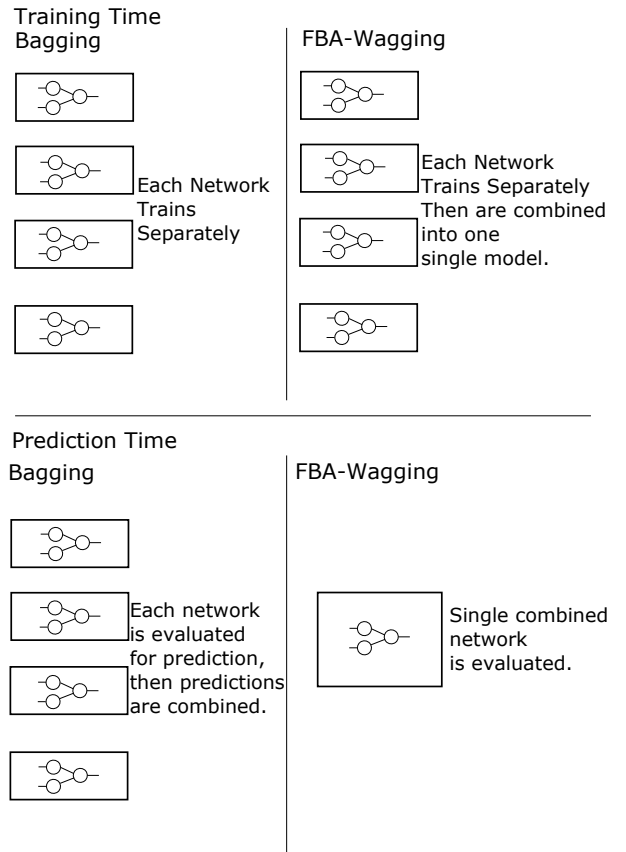 Training Time
Bagging
FBA-Wagging
Each Network
Trains
Separately
Each Network
Trains Separately
Then are combined
into one
single model.
Prediction Time
Bagging
FBA-Wagging
Each network
is evaluated
for prediction,
then predictions
are combined.
Single combined
network
is evaluated.